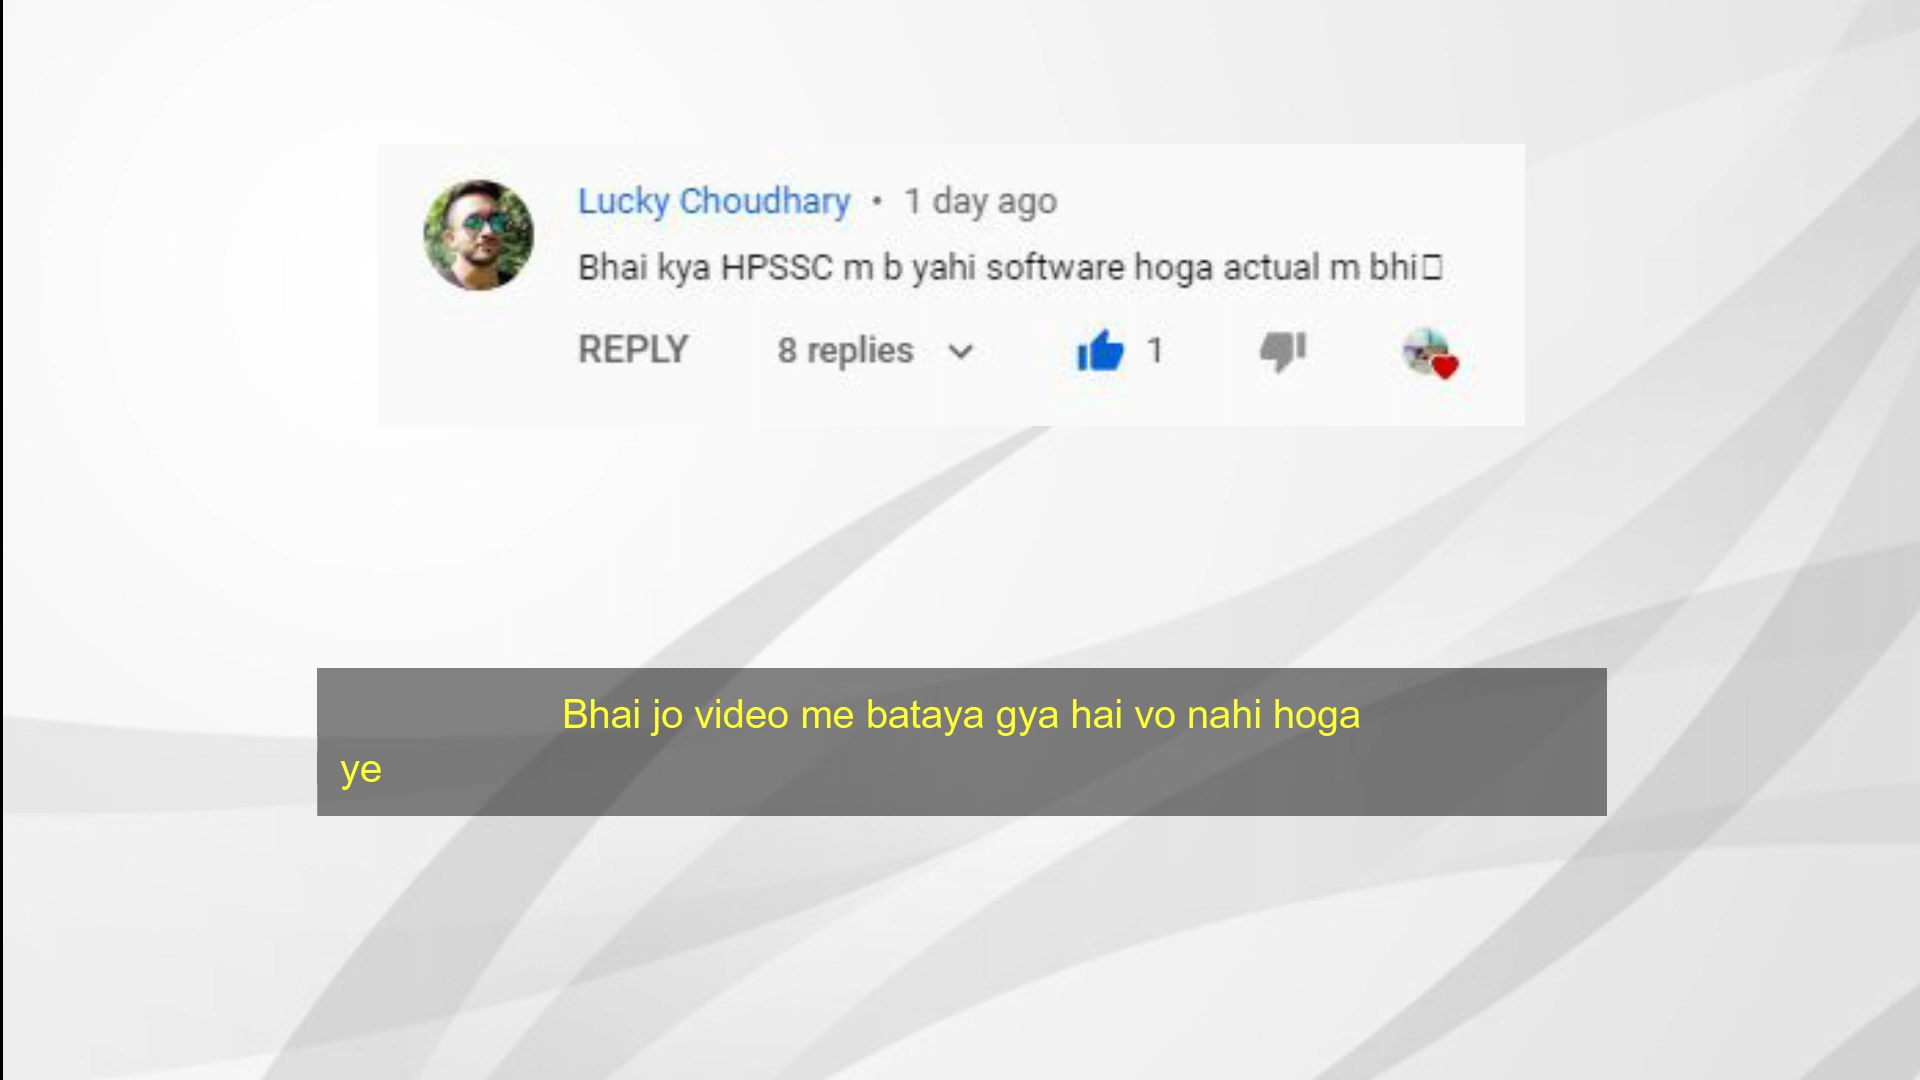 Lucky Choudhary • 1 day ago
Bhai kya HPSSC m b yahi software hoga actual m bhi
REPLY 8 replies 1
Bhai jo video me bataya gya hai vo nahi hoga
ye